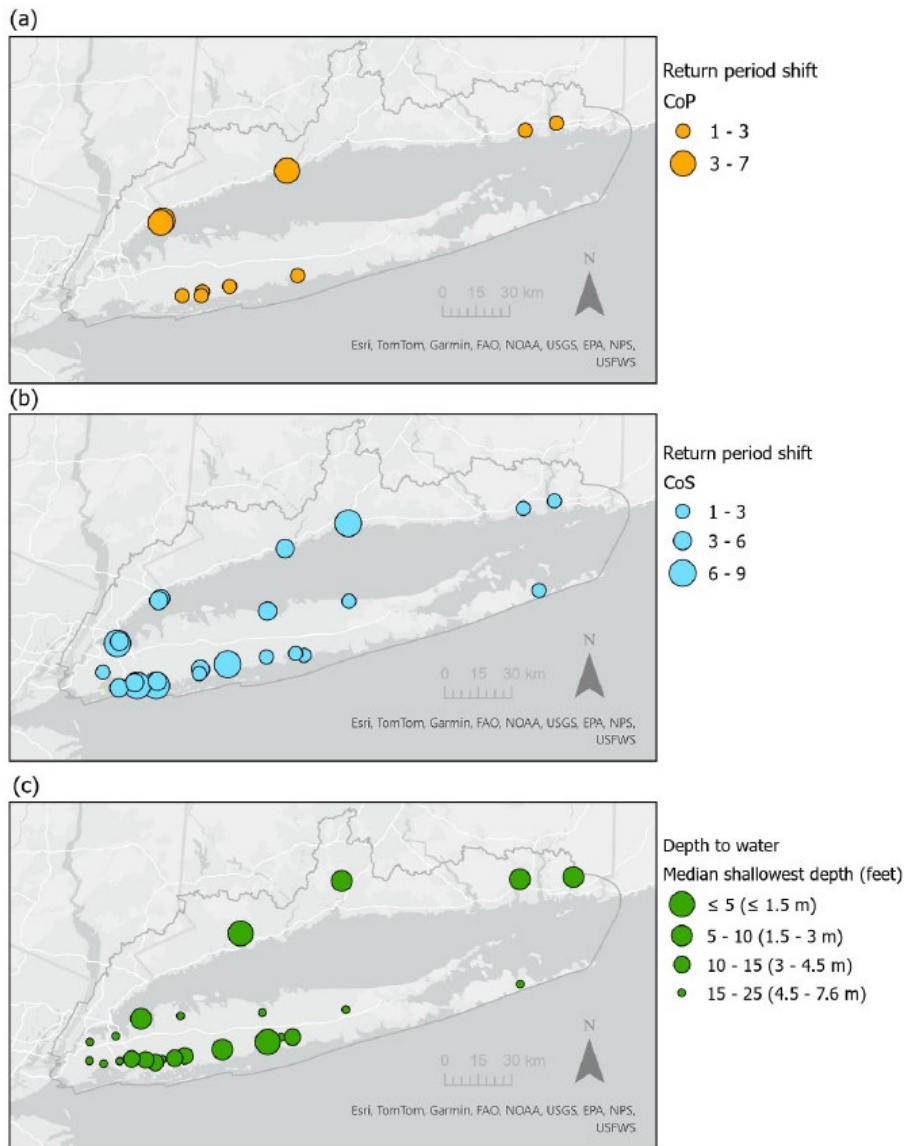 (a)
Return period shift
CoP
1 - 3
3 - 7
N
0 15 30 km
Esri, TomTom, Garmin, FAO, NOAA, USGS, EPA, NPS,
USFWS
(b)
Return period shift
CoS
1 - 3
3 - 6
6 - 9
N
0 15 30 km
Esri, TomTom, Garmin, FAO, NOAA, USGS, EPA, NPS,
USFWS
(c)
Depth to water
Median shallowest depth (feet)
≤ 5 (≤ 1.5 m)
5 - 10 (1.5 - 3 m)
10 - 15 (3 - 4.5 m)
15 - 25 (4.5 - 7.6 m)
N
0 15 30 km
Esri, TomTom, Garmin, FAO, NOAA, USGS, EPA, NPS,
USFWS